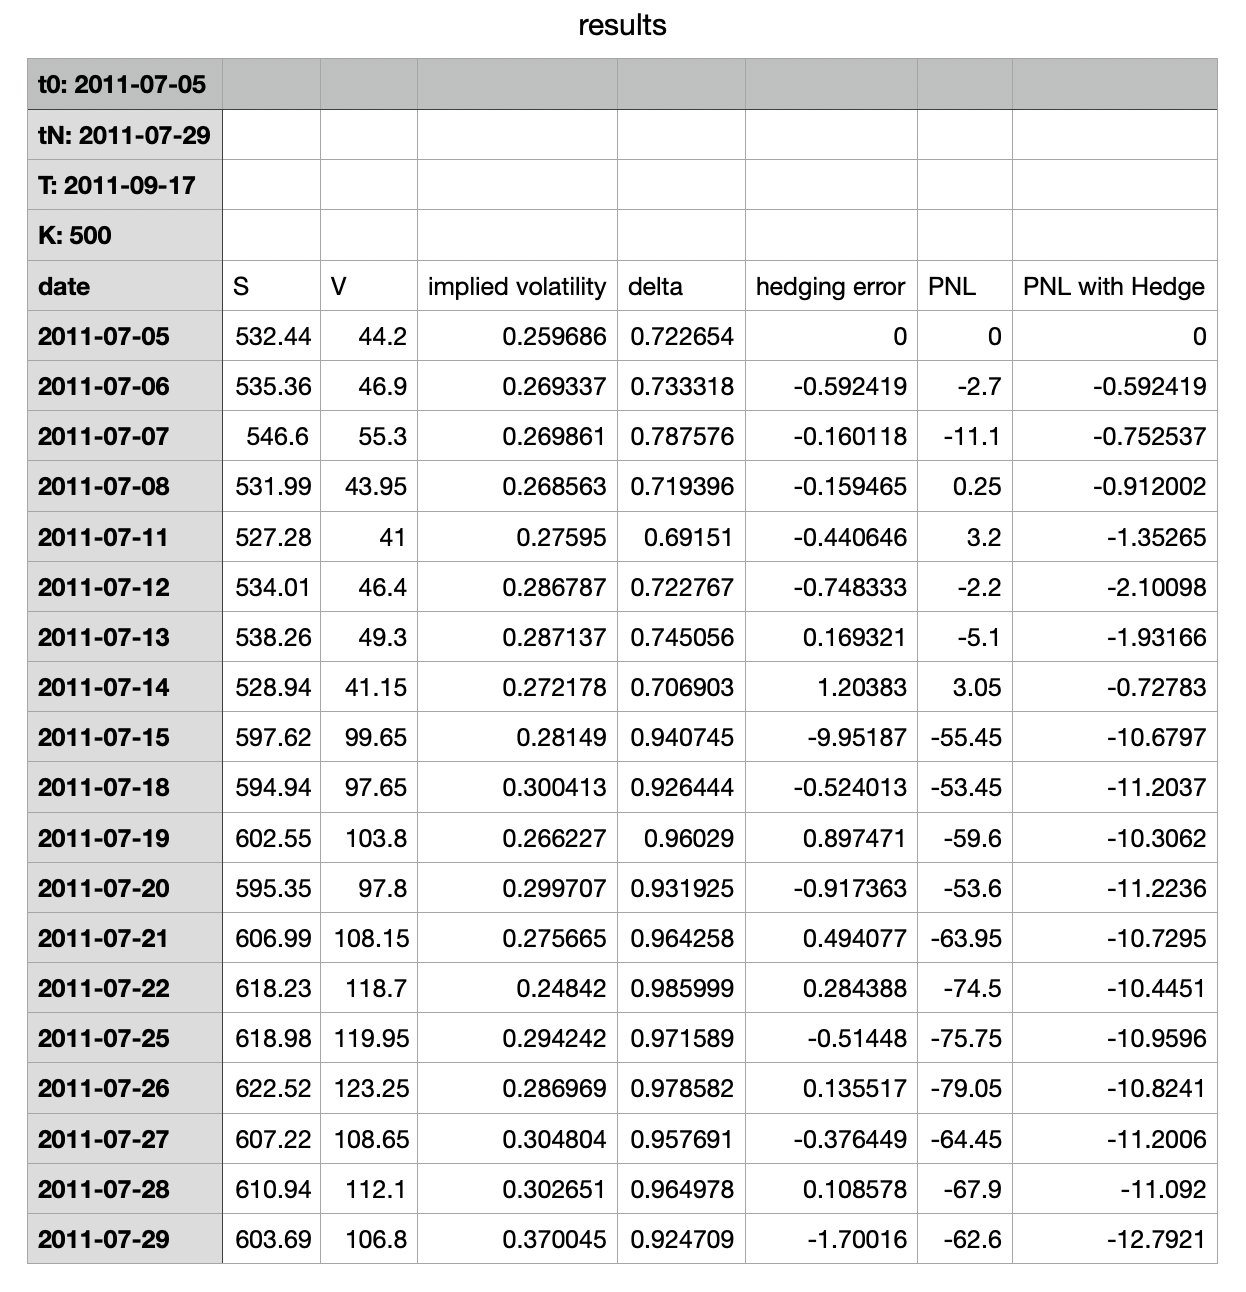 results
t0: 2011-07-05
tN: 2011-07-29
T: 2011-09-17
K: 500
date S V implied volatility delta hedging error PNL PNL with Hedge
2011-07-05 532.44 44.2 0.259686 0.722654 0 0 0
2011-07-06 535.36 46.9 0.269337 0.733318 -0.592419 -2.7 -0.592419
2011-07-07 546.6 55.3 0.269861 0.787576 -0.160118 -11.1 -0.752537
2011-07-08 531.99 43.95 0.268563 0.719396 -0.159465 0.25 -0.912002
2011-07-11 527.28 41 0.27595 0.69151 -0.440646 3.2 -1.35265
2011-07-12 534.01 46.4 0.286787 0.722767 -0.748333 -2.2 -2.10098
2011-07-13 538.26 49.3 0.287137 0.745056 0.169321 -5.1 -1.93166
2011-07-14 528.94 41.15 0.272178 0.706903 1.20383 3.05 -0.72783
2011-07-15 597.62 99.65 0.28149 0.940745 -9.95187 -55.45 -10.6797
2011-07-18 594.94 97.65 0.300413 0.926444 -0.524013 -53.45 -11.2037
2011-07-19 602.55 103.8 0.266227 0.96029 0.897471 -59.6 -10.3062
2011-07-20 595.35 97.8 0.299707 0.931925 -0.917363 -53.6 -11.2236
2011-07-21 606.99 108.15 0.275665 0.964258 0.494077 -63.95 -10.7295
2011-07-22 618.23 118.7 0.24842 0.985999 0.284388 -74.5 -10.4451
2011-07-25 618.98 119.95 0.294242 0.971589 -0.51448 -75.75 -10.9596
2011-07-26 622.52 123.25 0.286969 0.978582 0.135517 -79.05 -10.8241
2011-07-27 607.22 108.65 0.304804 0.957691 -0.376449 -64.45 -11.2006
2011-07-28 610.94 112.1 0.302651 0.964978 0.108578 -67.9 -11.092
2011-07-29 603.69 106.8 0.370045 0.924709 -1.70016 -62.6 -12.7921